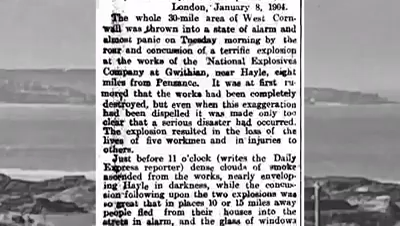 London, January 8, 1904.
The whole 30-mile area of West Corn-
wall was thrown into a state of alarm and
almost panic on Tuesday morning by the
roar and concussion of a terrific explosion
at the works of the National Explosives
Company at Gwithian, near Hayle, eight
miles from Penzance. It was at first ru-
mored that the works had been completely
destroyed, but even when this exaggeration
had been dispelled it was made only too
clear that a serious disaster had occurred.
The explosion resulted in the loss of the
lives of five workmen and in injuries to
others.
Just before 11 o'clock (writes the Daily
Express reporter) dense clouds of smoke
ascended from the works, nearly envelop-
ing Hayle in darkness, while the concus-
sion following upon the two explosions was
so great that in places 10 or 15 miles away
people fled from their houses into the
streets in alarm, and the glass of windows